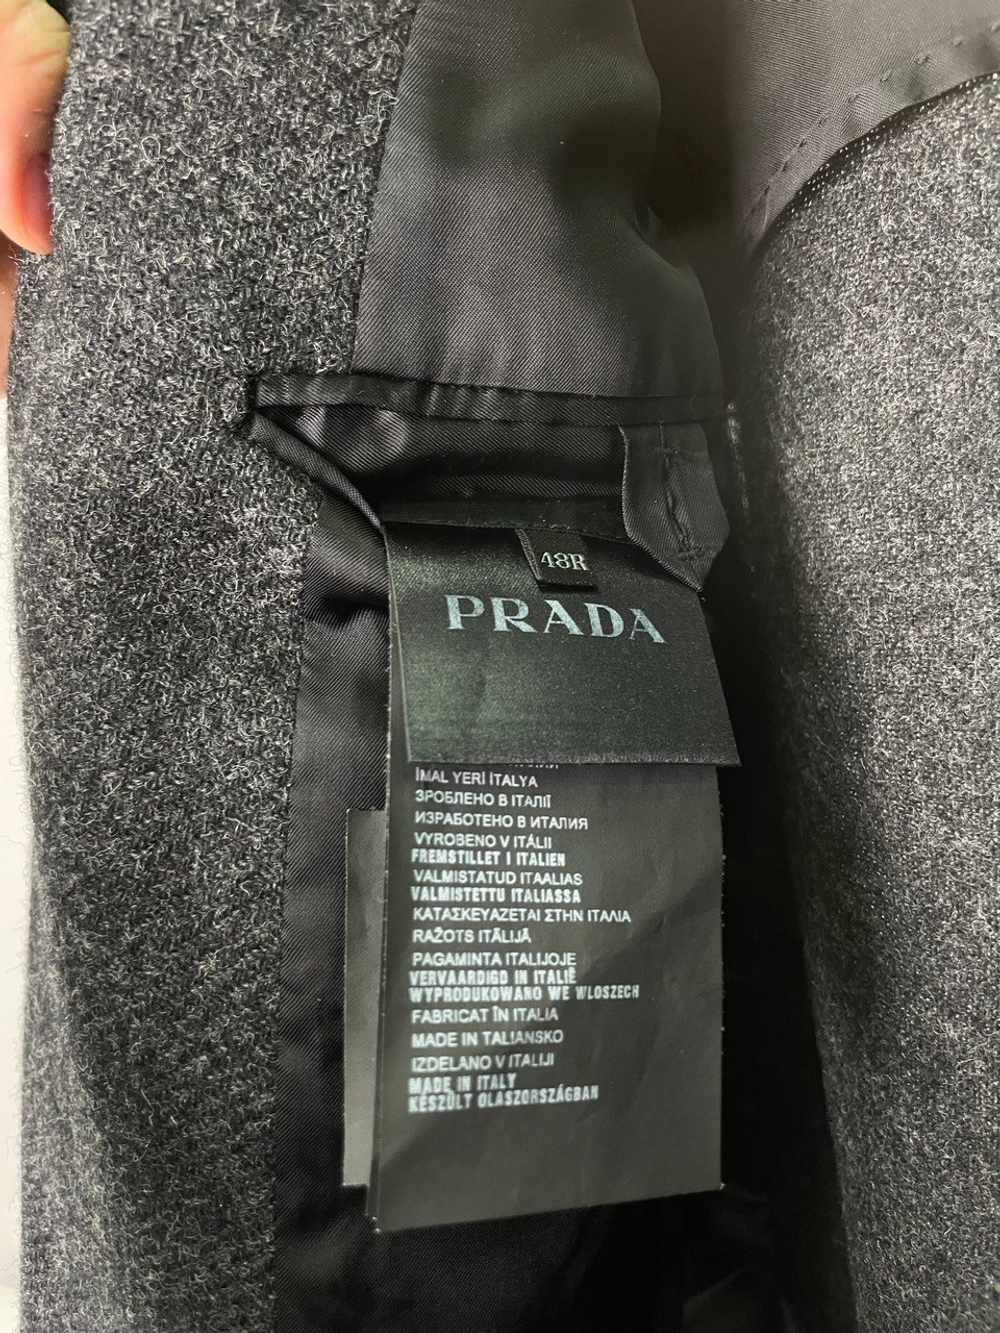 48R
PRADA
İMAL YERİ İTALYA
ЗРОБЛЕНО В ІТАЛІЇ
ИЗРАБОТЕНО В ИТАЛИЯ
VYROBENO V ITÁLII
FREMSTILLET I ITALIEN
VALMISTATUD ITAALIAS
VALMISTETTU ITALIASSA
ΚΑΤΑΣΚΕΥΑΖΕΤΑΙ ΣΤΗΝ ΙΤΑΛΙΑ
RAŽOTS ITĀLIJĀ
PAGAMINTA ITALIJOJE
VERVAARDIGD IN ITALIË
WYPRODUKOWANO WE WLOSZECH
FABRICAT ÎN ITALIA
MADE IN TALIANSKO
IZDELANO V ITALIJI
MADE IN ITALY
KÉSZÜLT OLASZORSZÁGBAN